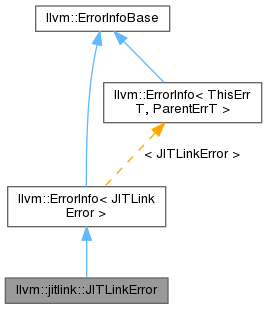 llvm::ErrorInfoBase
llvm::ErrorInfo< ThisErr
T, ParentErrT >
< JITLinkError >
llvm::ErrorInfo< JITLink
Error >
llvm::jitlink::JITLinkError